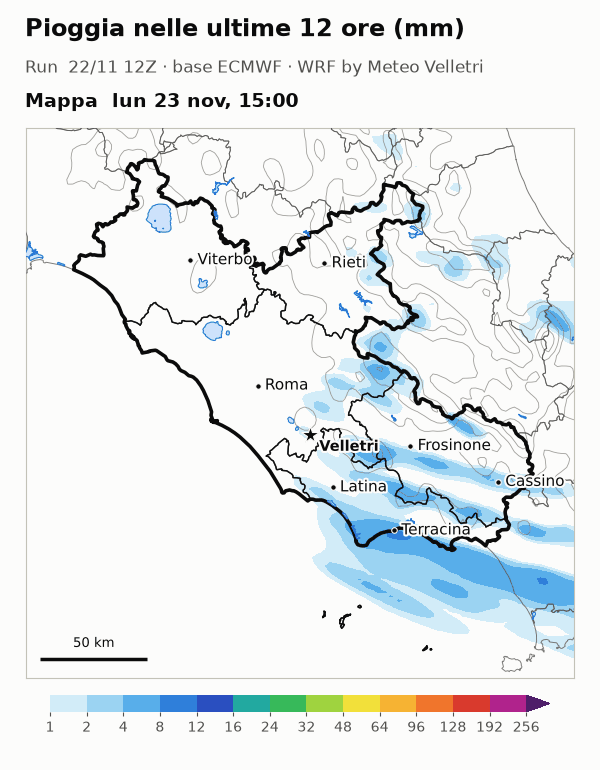 Pioggia nelle ultime 12 ore (mm)
Run  22/11 12Z · base ECMWF · WRF by Meteo Velletri
Mappa  lun 23 nov, 15:00
Viterbo
Rieti
Roma
Velletri
Frosinone
Cassino
Latina
Terracina
50 km
1 2 4 8 12 16 24 32 48 64 96 128 192 256